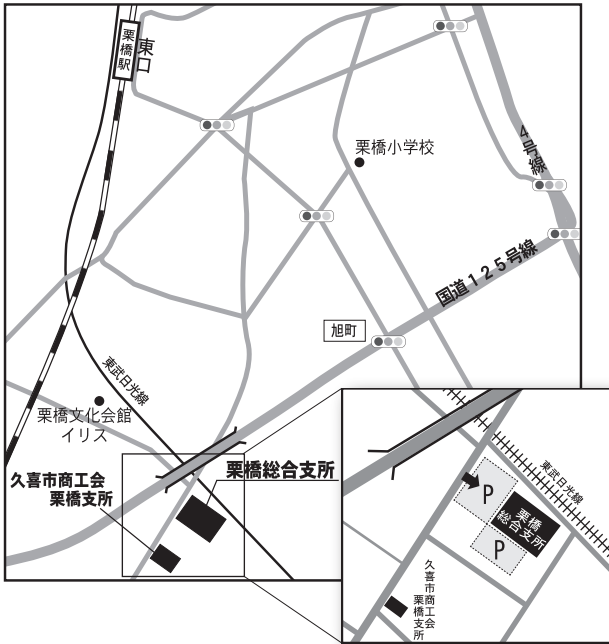 栗橋駅
東口
栗橋小学校
4号線
国道125号線
旭町
東武日光線
栗橋文化会館
イリス
久喜市商工会
栗橋支所
栗橋総合支所
東武日光線
P
栗橋
総合支所
P
久喜市商工会
栗橋支所